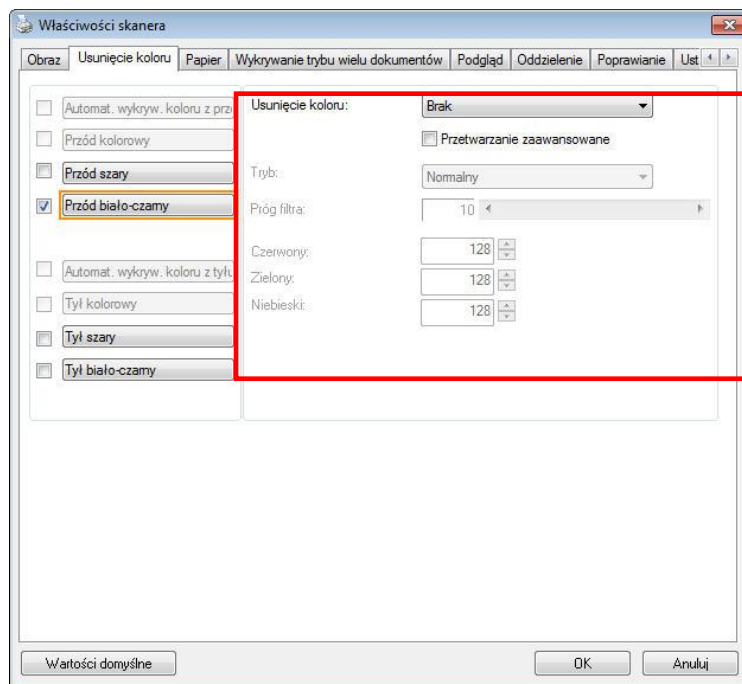 Właściwości skanera
Obraz Usunięcie koloru Papier Wykrywanie trybu wielu dokumentów Podgląd Oddzielenie Poprawianie Ust
Automat. wykryw. koloru z prz
Przód kolorowy
Przód szary
Przód biało-czarny
Automat. wykryw. koloru z tyłu
Tył kolorowy
Tył szary
Tył biało-czarny
Usunięcie koloru: Brak
Przetwarzanie zaawansowane
Tryb: Normalny
Próg filtra: 10
Czerwony: 128
Zielony: 128
Niebieski: 128
Wartości domyślne OK Anuluj